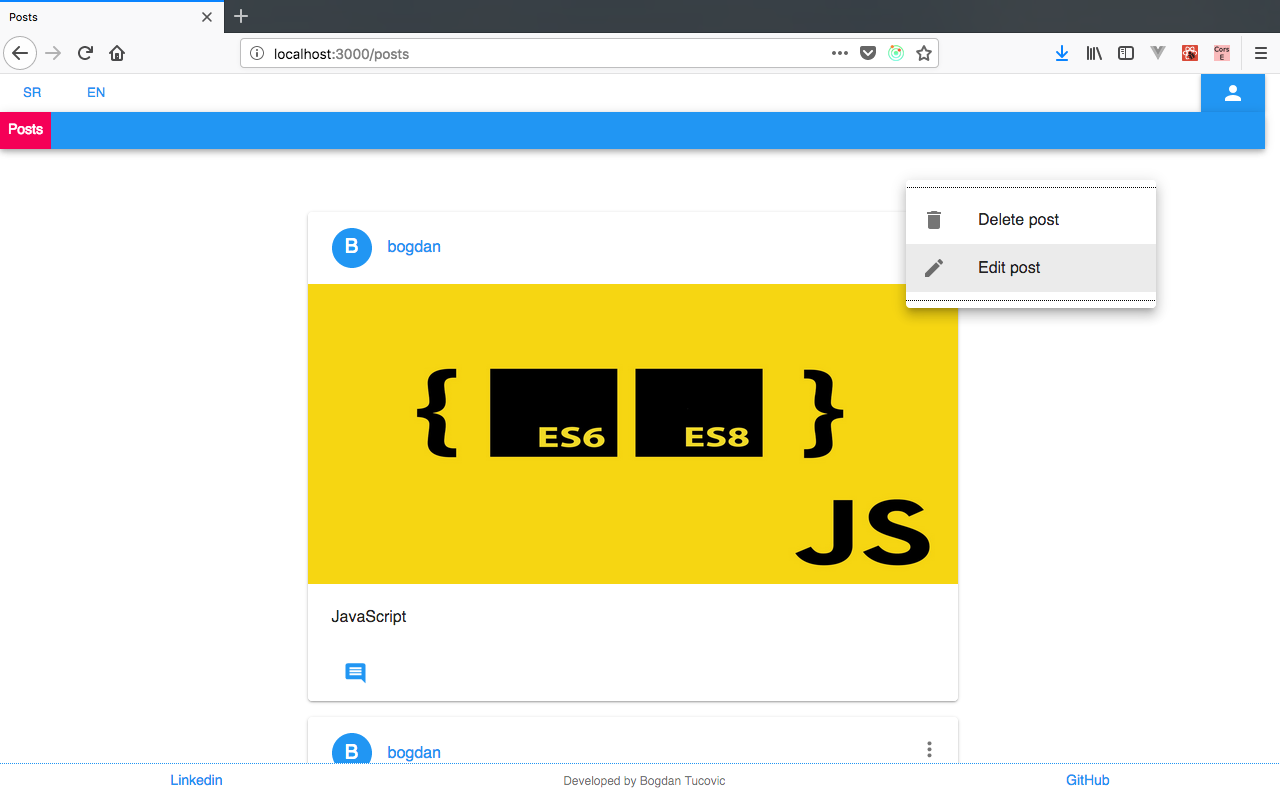 Posts
localhost:3000/posts
Cors
E
SR
EN
Posts
B
bogdan
Delete post
Edit post
{ ES6 ES8 }
JS
JavaScript
B
bogdan
Linkedin
Developed by Bogdan Tucovic
GitHub